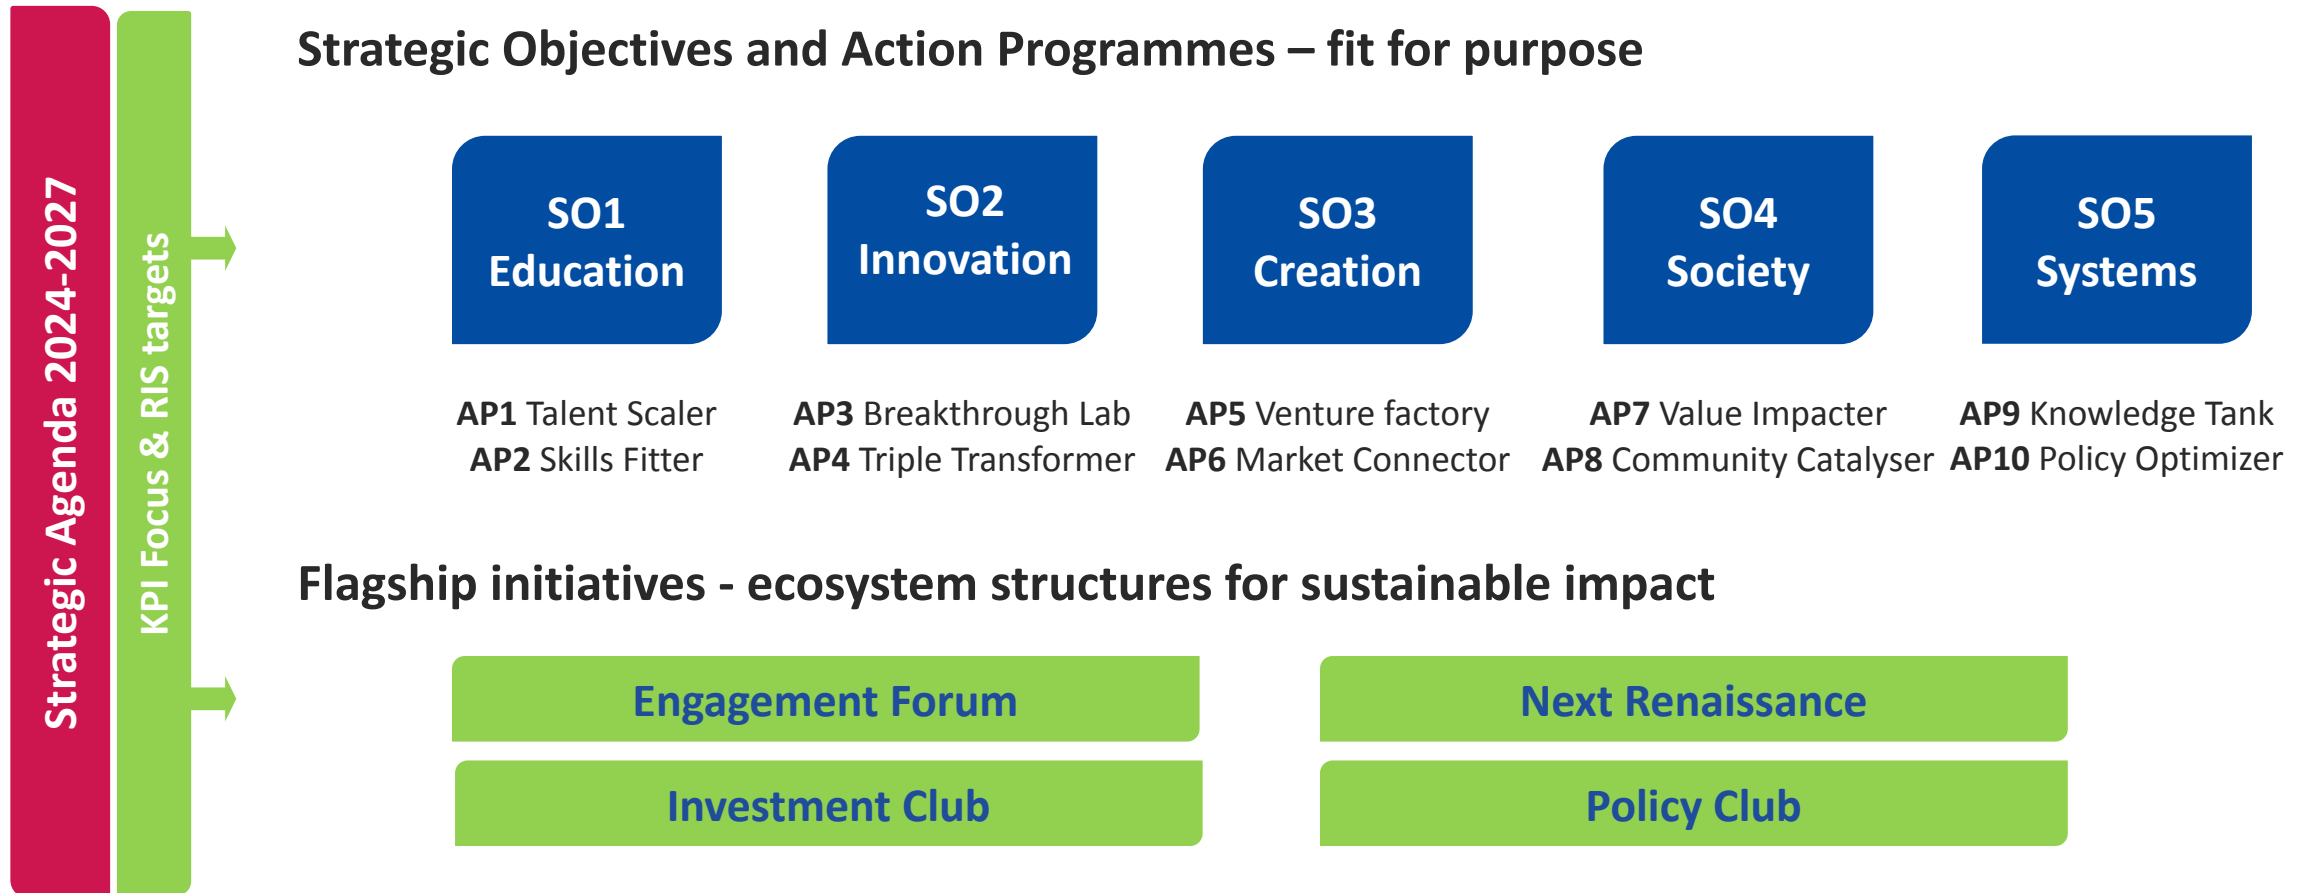 Strategic Agenda 2024-2027
KPI Focus & RIS targets
Strategic Objectives and Action Programmes – fit for purpose
SO1
Education
SO2
Innovation
SO3
Creation
SO4
Society
SO5
Systems
AP1 Talent Scaler
AP2 Skills Fitter
AP3 Breakthrough Lab
AP4 Triple Transformer
AP5 Venture factory
AP6 Market Connector
AP7 Value Impacter
AP8 Community Catalyser
AP9 Knowledge Tank
AP10 Policy Optimizer
Flagship initiatives - ecosystem structures for sustainable impact
Engagement Forum
Next Renaissance
Investment Club
Policy Club